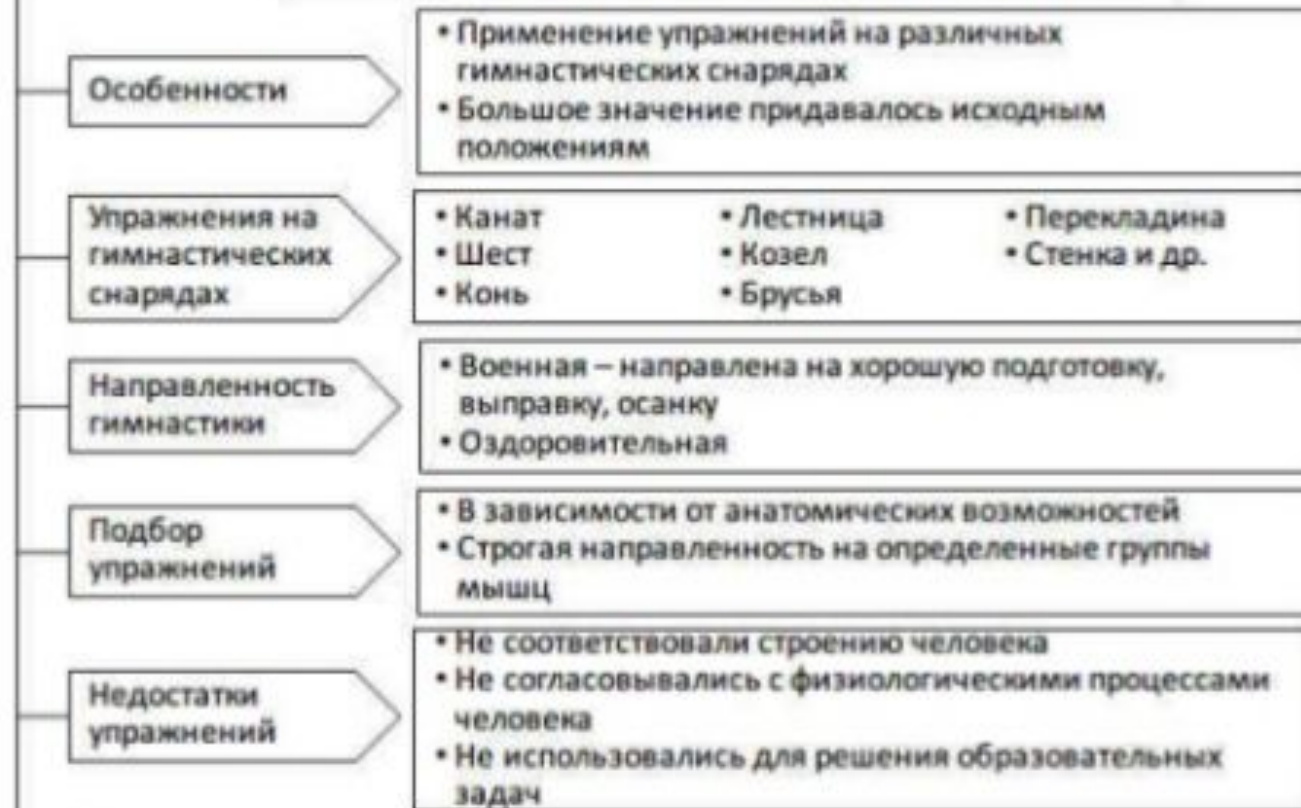 Особенности
• Применение упражнений на различных
гимнастических снарядах
• Большое значение придавалось исходным
положениям
Упражнения на
гимнастических
снарядах
• Канат
• Шест
• Конь
• Лестница
• Козел
• Брусья
• Перекладина
• Стенка и др.
Направленность
гимнастики
• Военная – направлена на хорошую подготовку,
выправку, осанку
• Оздоровительная
Подбор
упражнений
• В зависимости от анатомических возможностей
• Строгая направленность на определенные группы
мышц
Недостатки
упражнений
• Не соответствовали строению человека
• Не согласовывались с физиологическими процессами
человека
• Не использовались для решения образовательных
задач